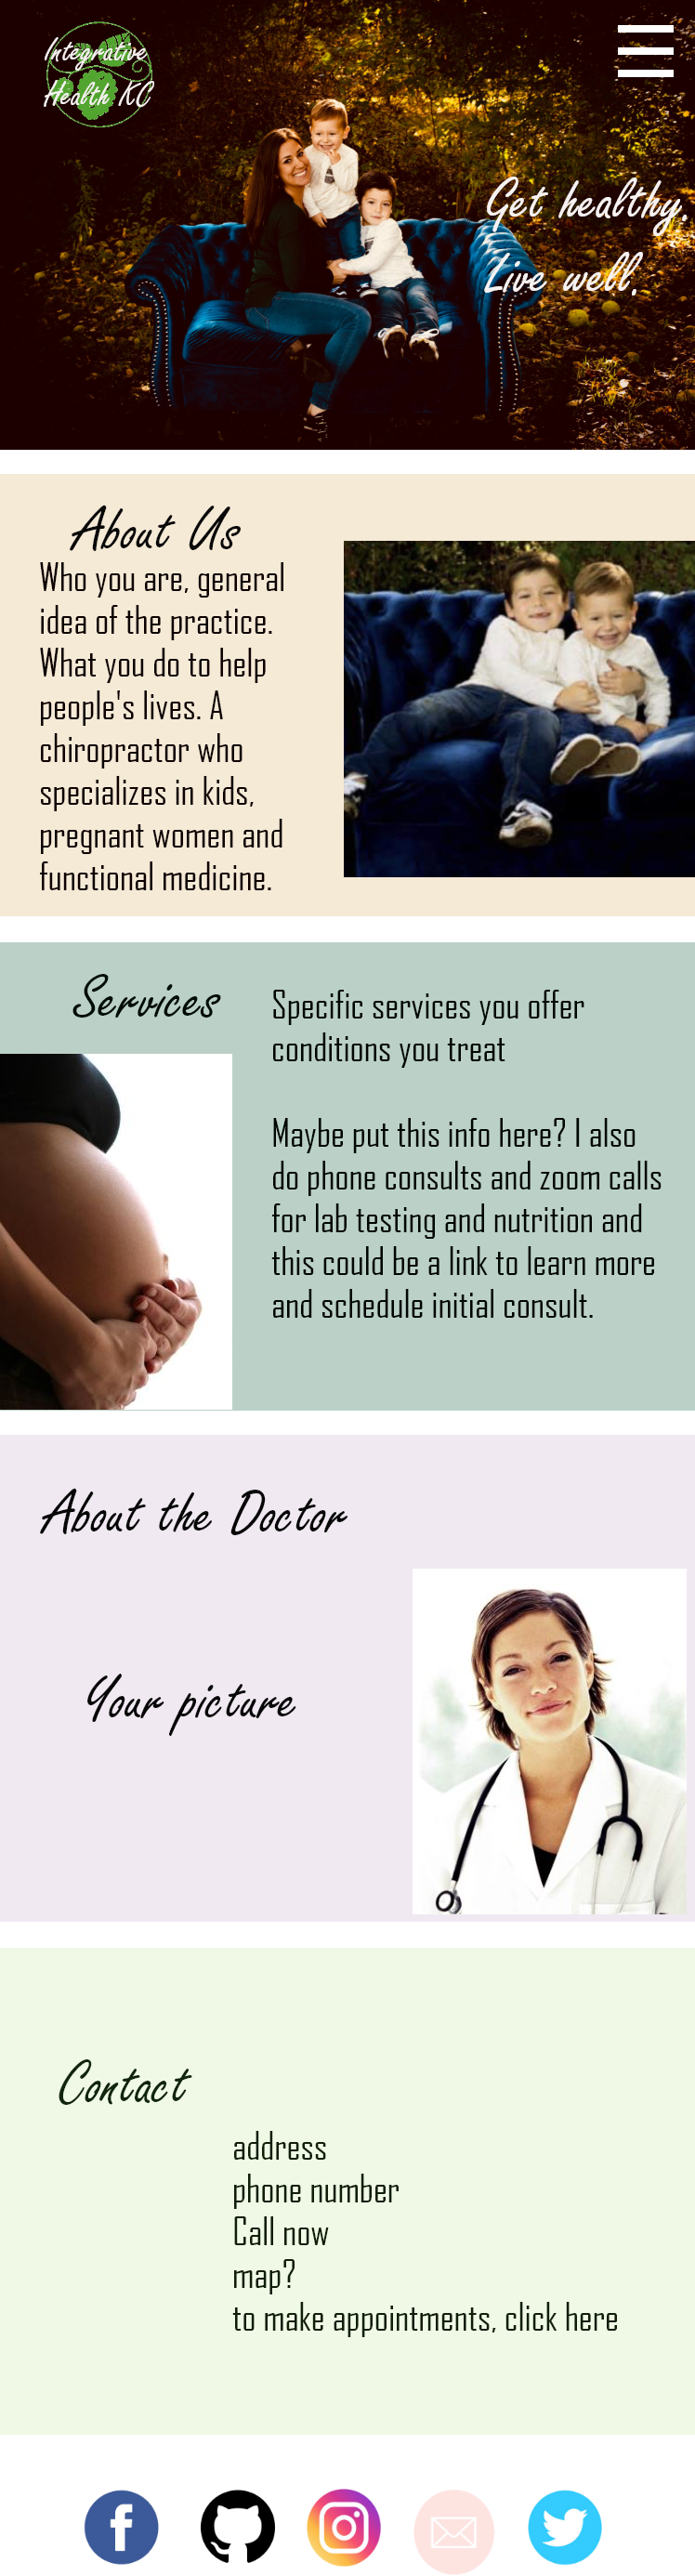 Integrative
Health KC
Get healthy.
Live well.
About Us
Who you are, general
idea of the practice.
What you do to help
people's lives. A
chiropractor who
specializes in kids,
pregnant women and
functional medicine.
Services
Specific services you offer
conditions you treat
Maybe put this info here? I also
do phone consults and zoom calls
for lab testing and nutrition and
this could be a link to learn more
and schedule initial consult.
About the Doctor
Your picture
Contact
address
phone number
Call now
map?
to make appointments, click here